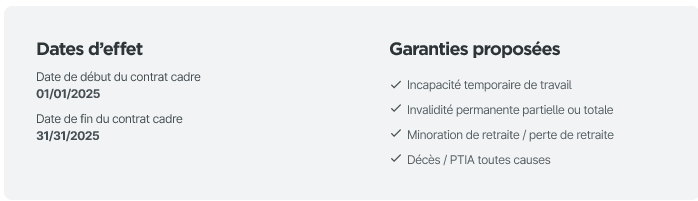 Dates d'effet
Date de début du contrat cadre
01/01/2025
Date de fin du contrat cadre
31/31/2025
Garanties proposées
Incapacité temporaire de travail
Invalidité permanente partielle ou totale
Minoration de retraite / perte de retraite
Décès / PTIA toutes causes